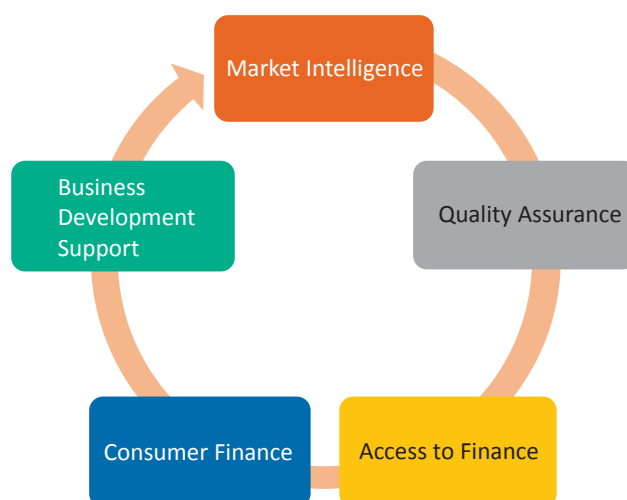 Market Intelligence
Quality Assurance
Access to Finance
Consumer Finance
Business
Development
Support